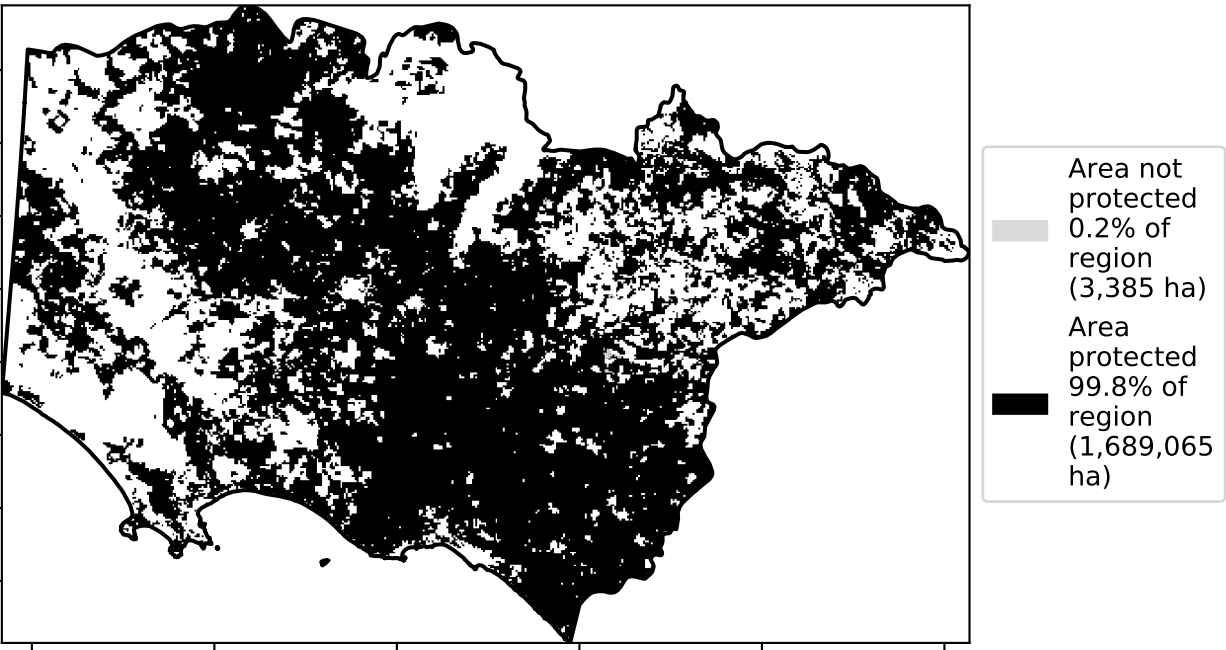 Area not
protected
0.2% of
region
(3,385 ha)
Area
protected
99.8% of
region
(1,689,065
ha)